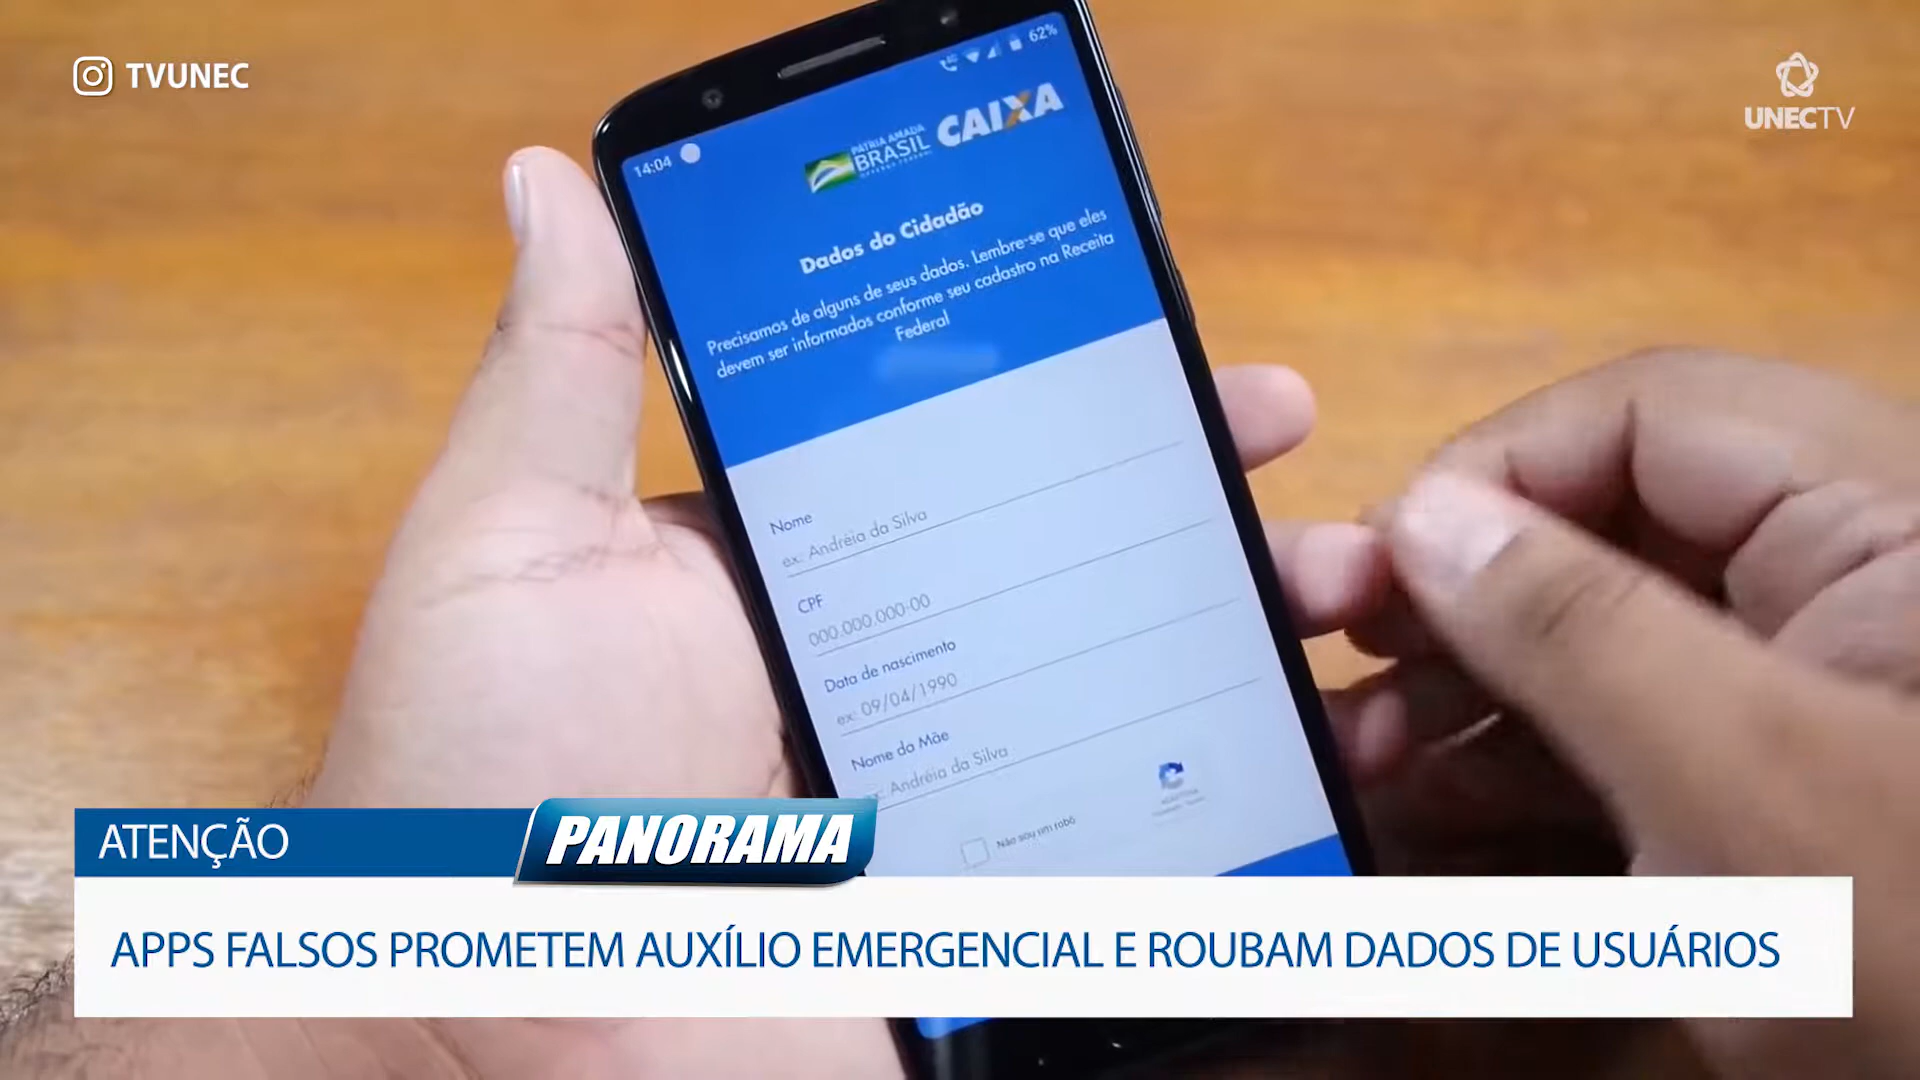 TVUNEC
UNECTV
62%
14:04
PÁTRIA AMADA
BRASIL
GOVERNO FEDERAL
CAIXA
Dados do Cidadão
Precisamos de alguns de seus dados. Lembre-se que eles
devem ser informados conforme seu cadastro na Receita
Federal
Nome
ex: Andréia da Silva
CPF
000.000.000-00
Data de nascimento
ex: 09/04/1990
Nome da Mãe
ex: Andréia da Silva
Não sou um robô
ATENÇÃO
PANORAMA
APPS FALSOS PROMETEM AUXÍLIO EMERGENCIAL E ROUBAM DADOS DE USUÁRIOS